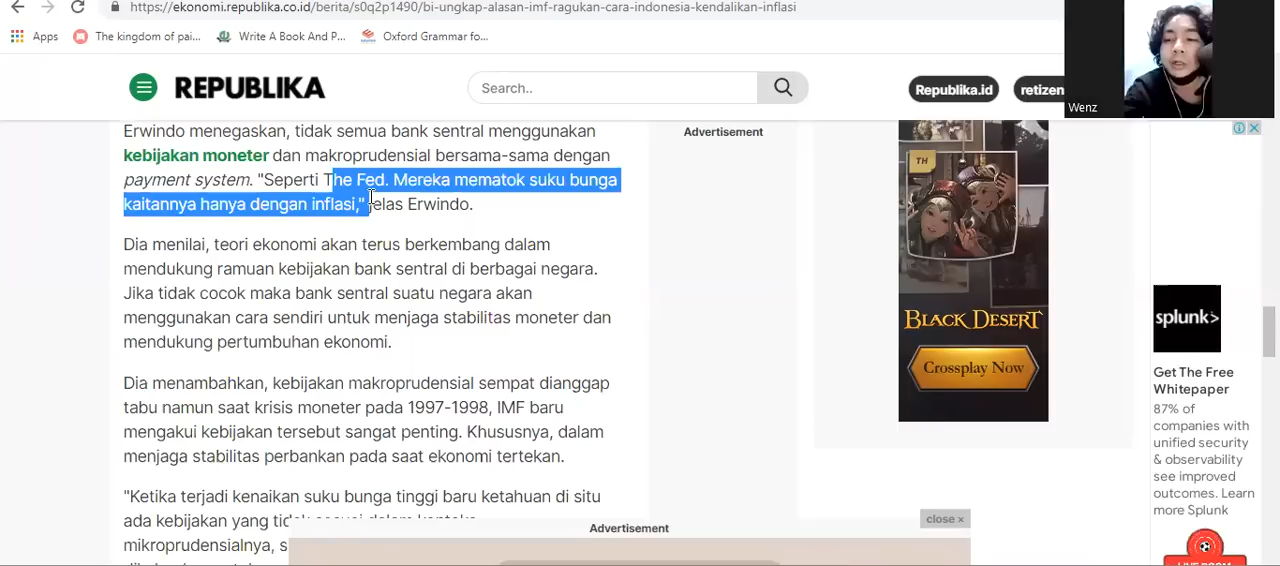 https://ekonomi.republika.co.id/berita/s0q2p1490/bi-ungkap-alasan-imf-ragukan-cara-indonesia-kendalikan-inflasi
Apps
The kingdom of pai...
Write A Book And P...
Oxford Grammar fo...
REPUBLIKA
Search..
Republika.id
retizen
Wenz
Erwindo menegaskan, tidak semua bank sentral menggunakan
kebijakan moneter dan makroprudensial bersama-sama dengan
payment system. "Seperti The Fed. Mereka mematok suku bunga
kaitannya hanya dengan inflasi," jelas Erwindo.
Dia menilai, teori ekonomi akan terus berkembang dalam
mendukung ramuan kebijakan bank sentral di berbagai negara.
Jika tidak cocok maka bank sentral suatu negara akan
menggunakan cara sendiri untuk menjaga stabilitas moneter dan
mendukung pertumbuhan ekonomi.
Dia menambahkan, kebijakan makroprudensial sempat dianggap
tabu namun saat krisis moneter pada 1997-1998, IMF baru
mengakui kebijakan tersebut sangat penting. Khususnya, dalam
menjaga stabilitas perbankan pada saat ekonomi tertekan.
"Ketika terjadi kenaikan suku bunga tinggi baru ketahuan di situ
ada kebijakan yang
mikroprudensialnya, s
Advertisement
TH
BLACK DESERT
Crossplay Now
splunk>
Get The Free
Whitepaper
87% of
companies with
unified security
& observability
see improved
outcomes. Learn
more Splunk
Advertisement
close ×
LIVE ROOM